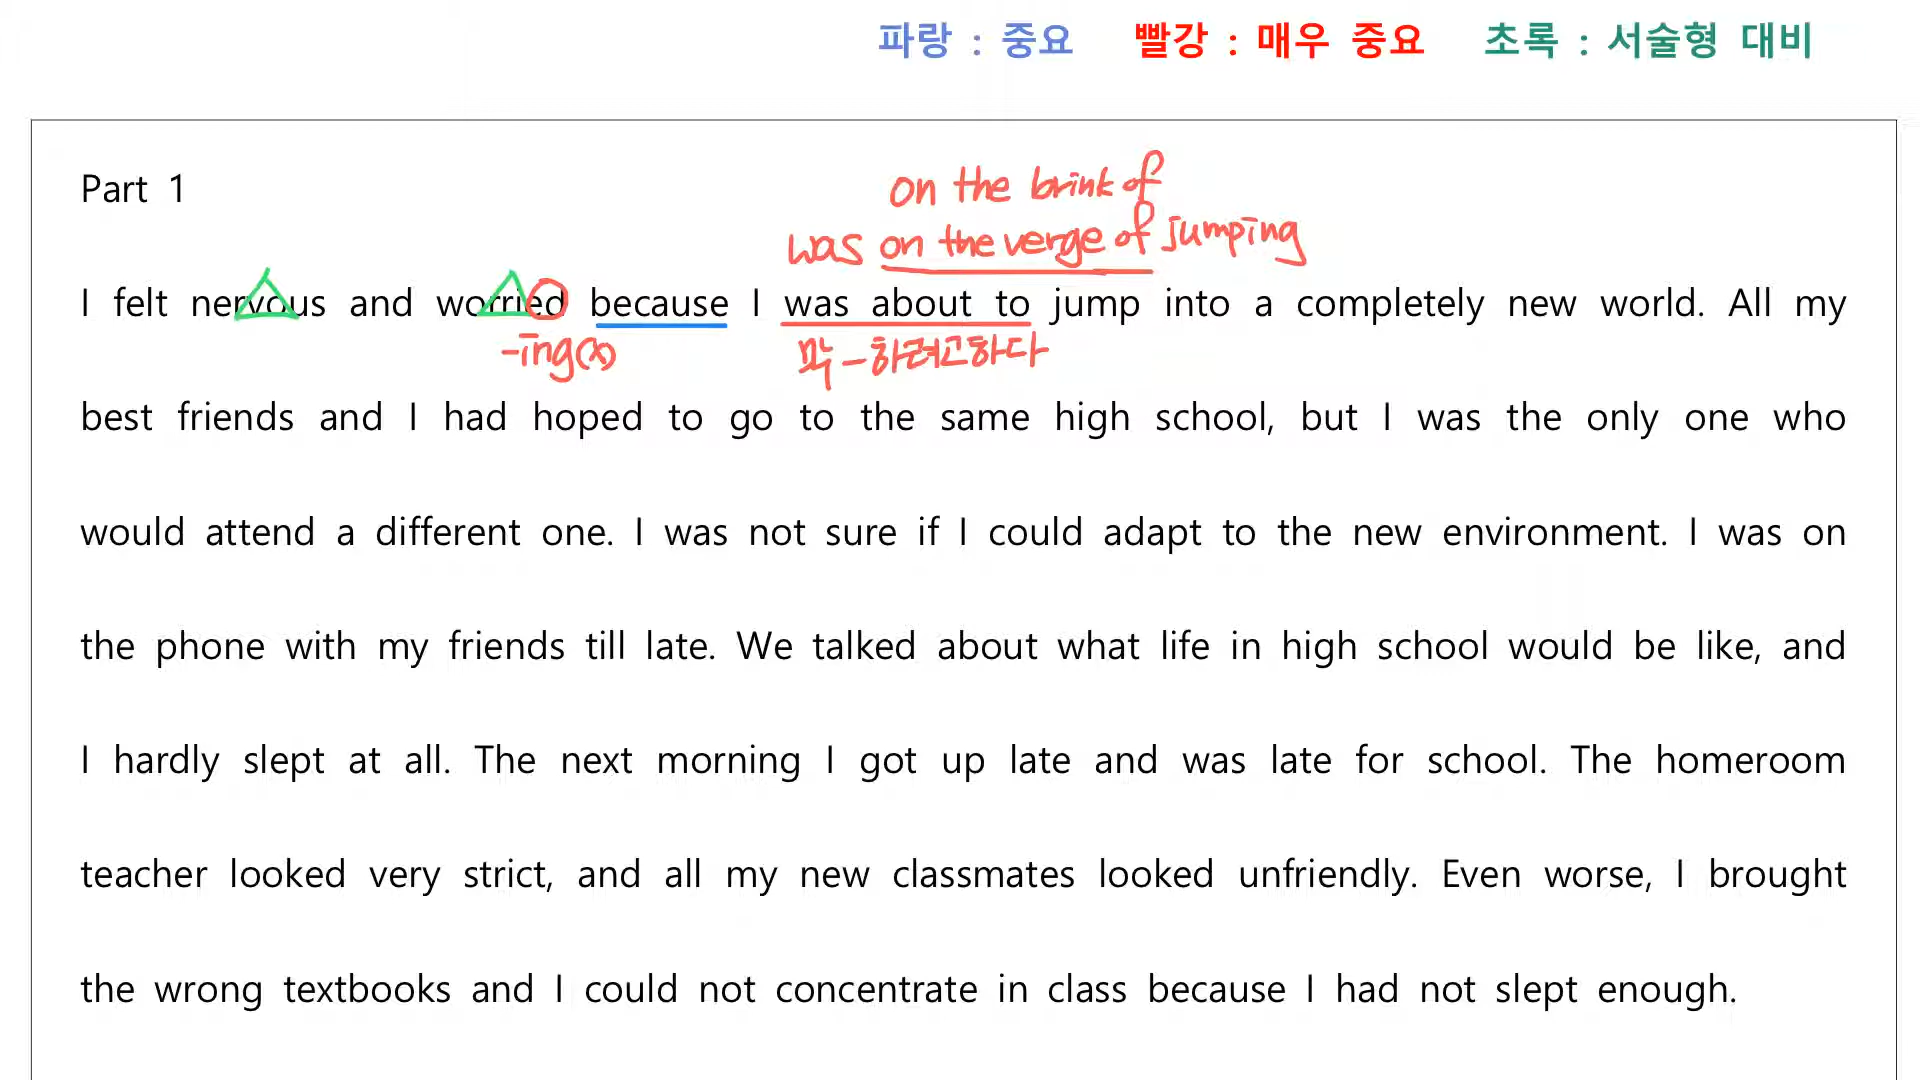 파랑 : 중요 빨강 : 매우 중요 초록 : 서술형 대비
Part 1
on the brink of
was on the verge of jumping
I felt nervous and worried because I was about to jump into a completely new world. All my
-ing(x) 막 -하려고하다
best friends and I had hoped to go to the same high school, but I was the only one who
would attend a different one. I was not sure if I could adapt to the new environment. I was on
the phone with my friends till late. We talked about what life in high school would be like, and
I hardly slept at all. The next morning I got up late and was late for school. The homeroom
teacher looked very strict, and all my new classmates looked unfriendly. Even worse, I brought
the wrong textbooks and I could not concentrate in class because I had not slept enough.